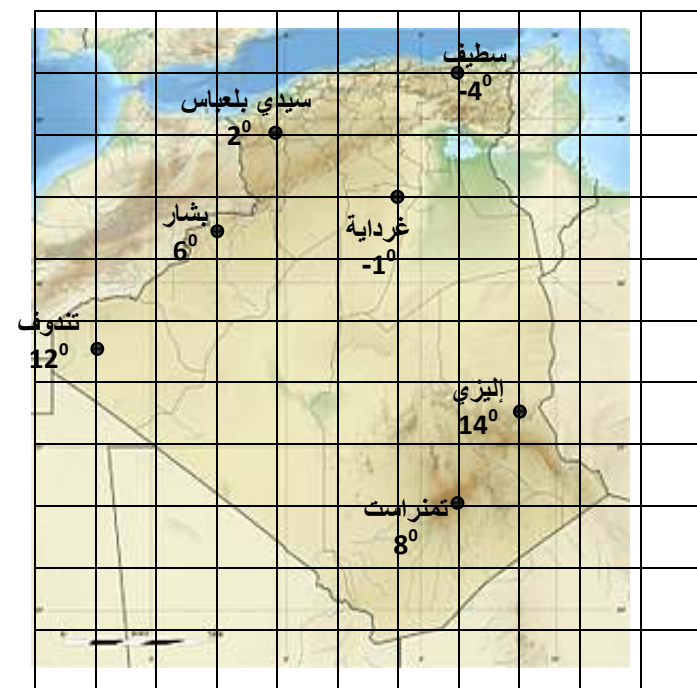 سطيف
-4⁰
سيدي بلعباس
2⁰
بشار
6⁰
غرداية
-1⁰
تندوف
12⁰
إليزي
14⁰
تمنراست
8⁰